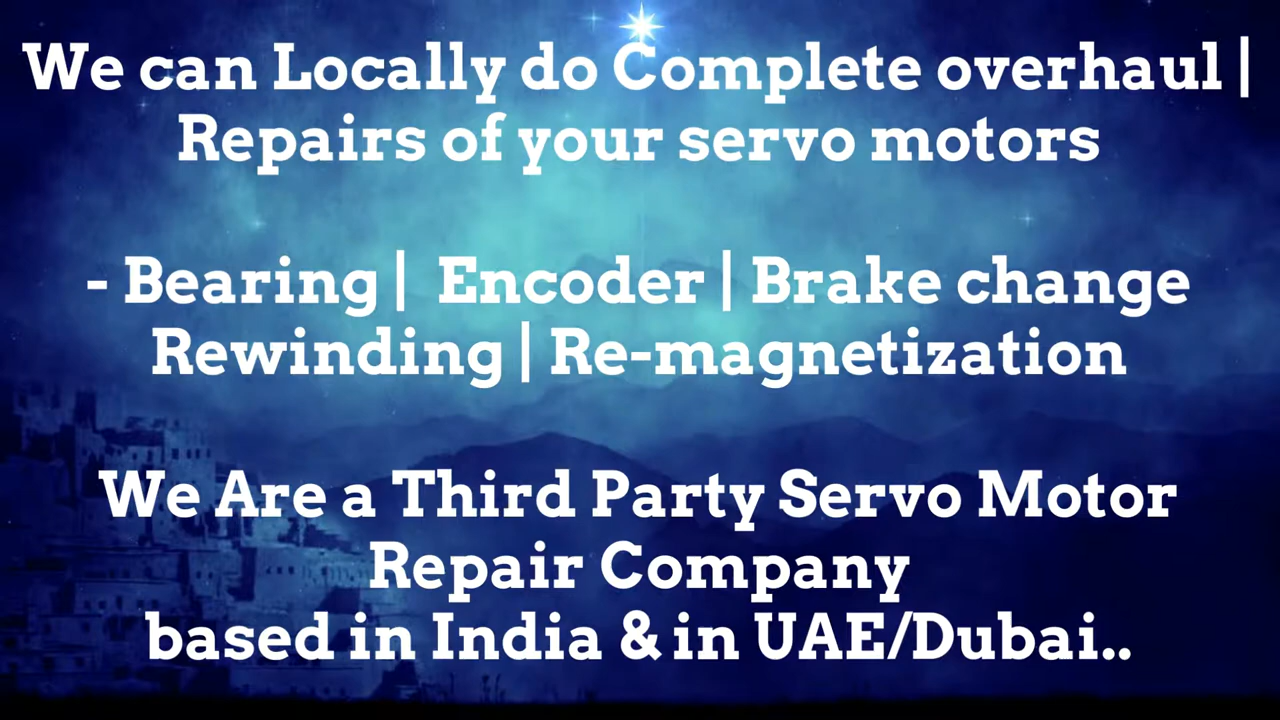 We can Locally do Complete overhaul |
Repairs of your servo motors
- Bearing | Encoder | Brake change
Rewinding | Re-magnetization
We Are a Third Party Servo Motor
Repair Company
based in India & in UAE/Dubai..